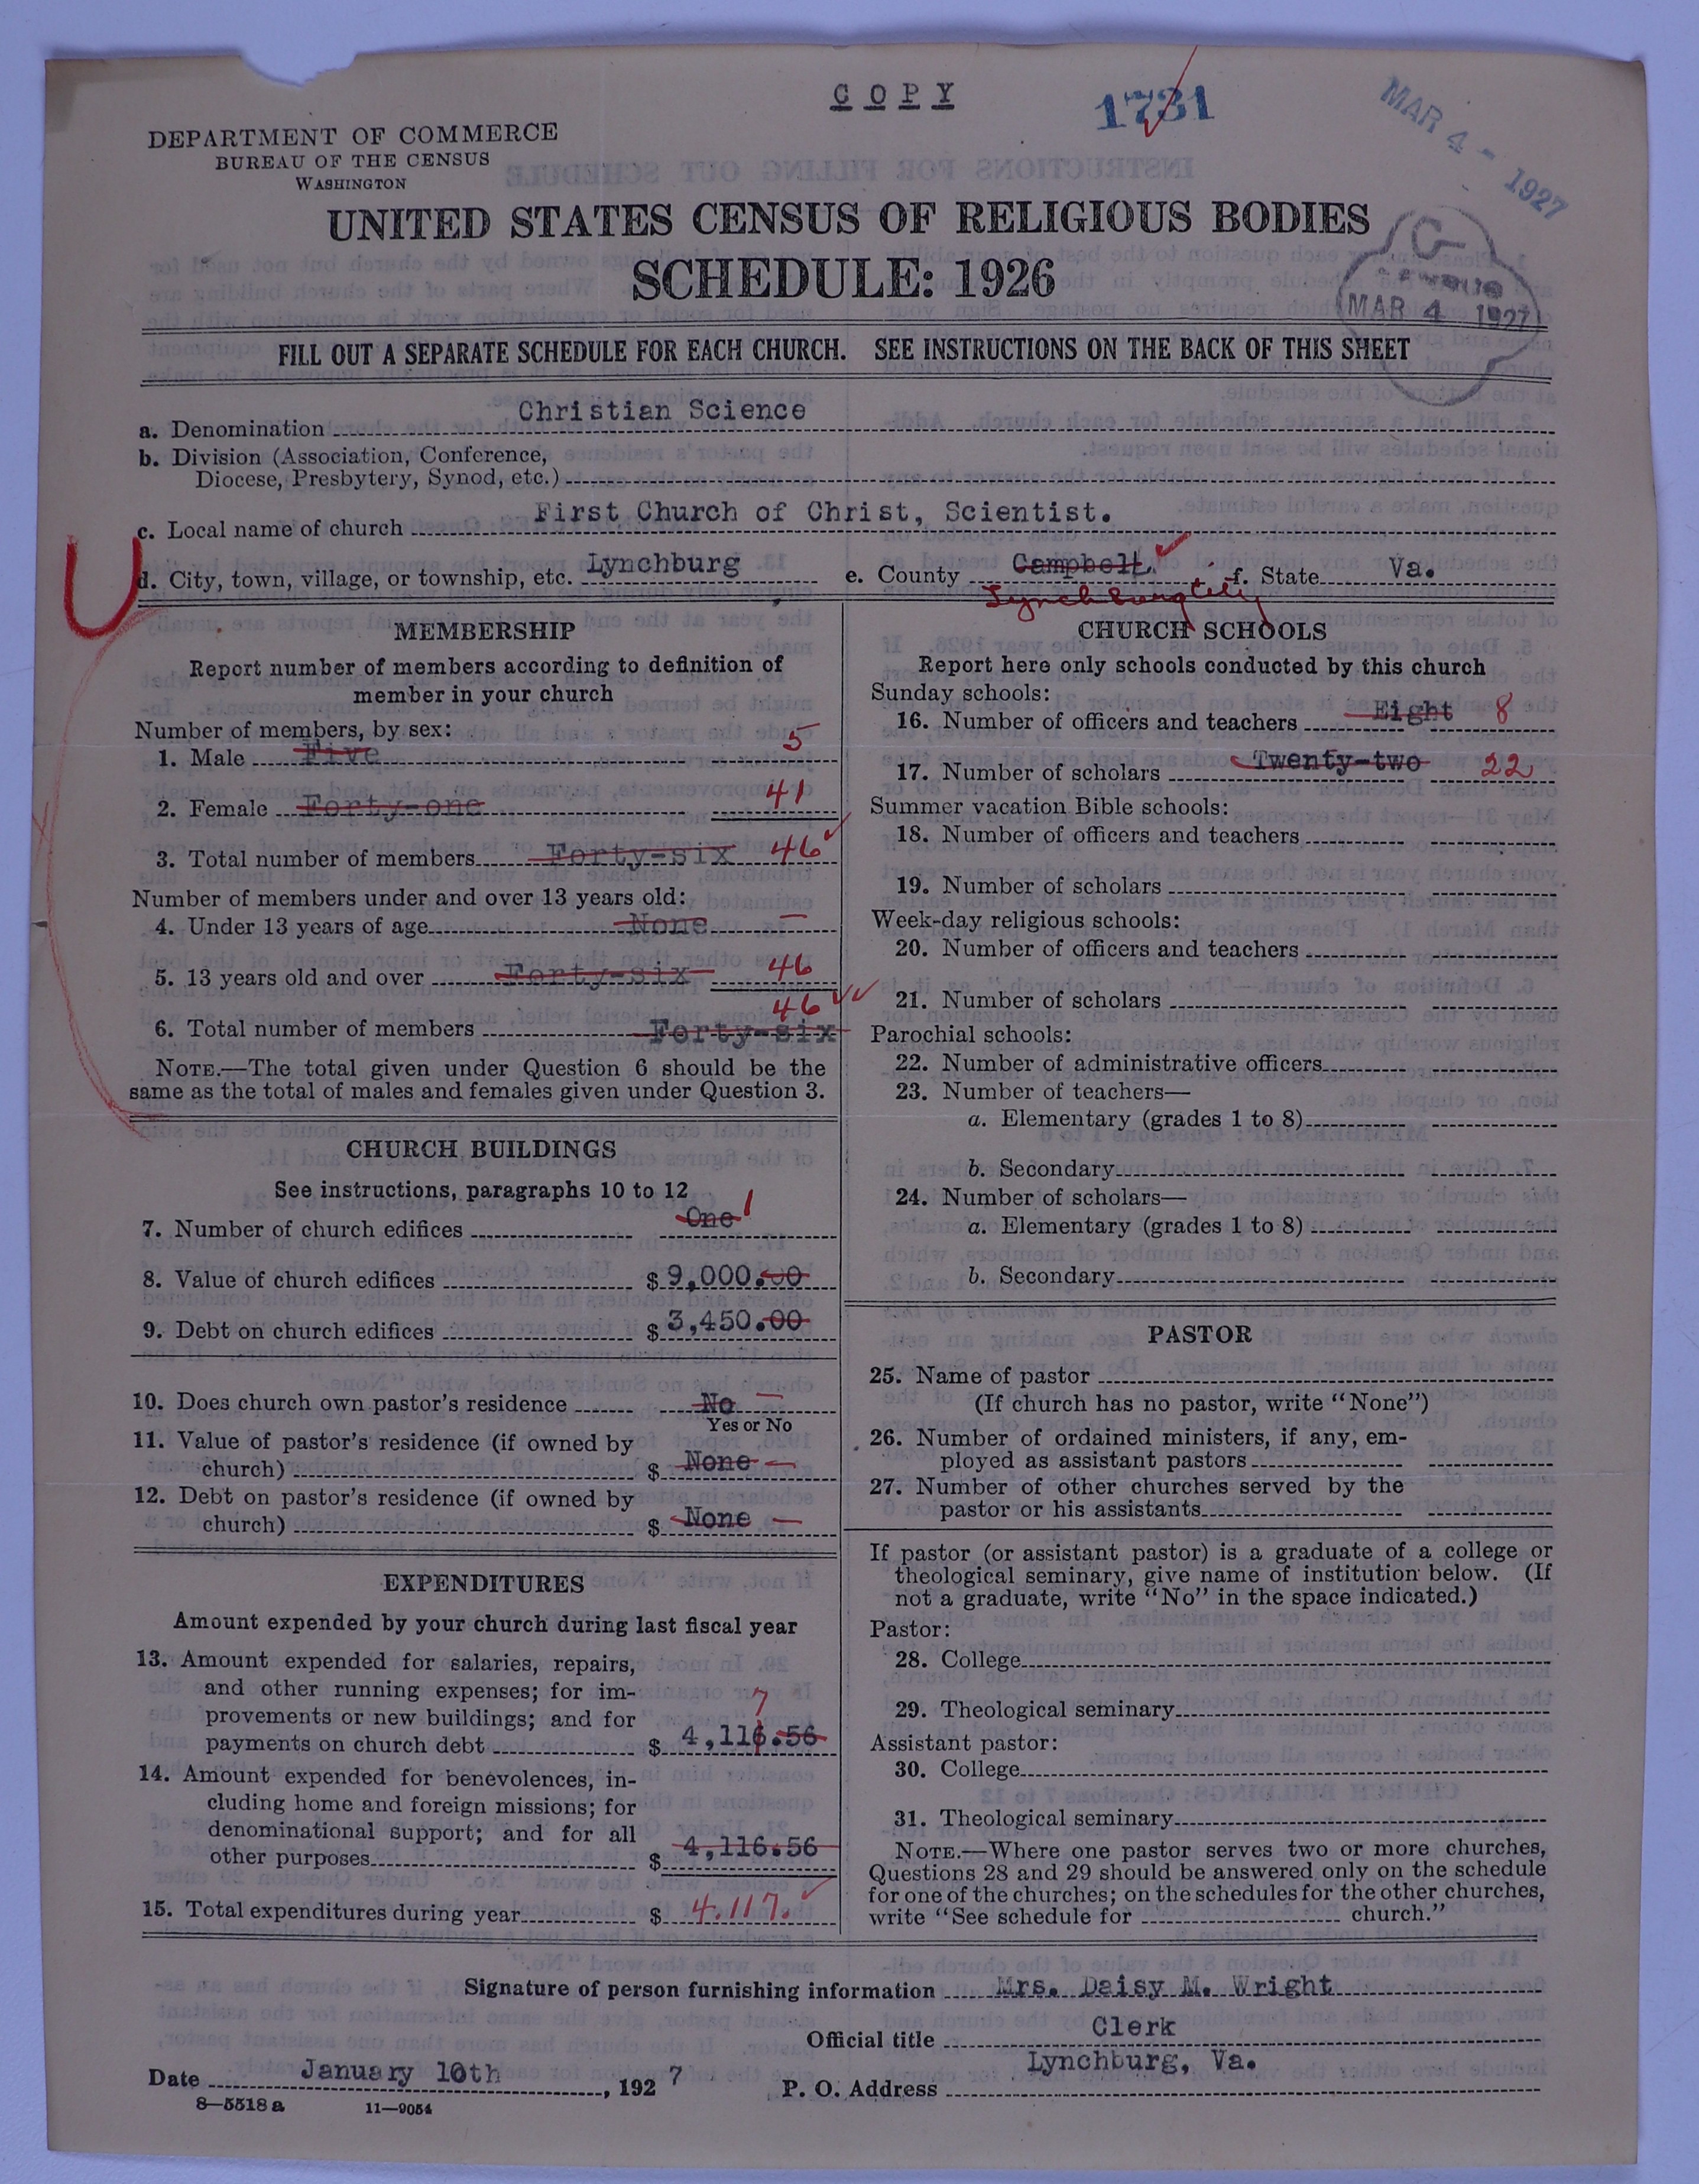 COPY
1731
MAR 4 - 1927
DEPARTMENT OF COMMERCE
BUREAU OF THE CENSUS
WASHINGTON
UNITED STATES CENSUS OF RELIGIOUS BODIES
SCHEDULE: 1926
MAR 4 1927
FILL OUT A SEPARATE SCHEDULE FOR EACH CHURCH. SEE INSTRUCTIONS ON THE BACK OF THIS SHEET
a. Denomination Christian Science
b. Division (Association, Conference,
Diocese, Presbytery, Synod, etc.)
c. Local name of church First Church of Christ, Scientist.
d. City, town, village, or township, etc. Lynchburg e. County Campbell. f. State Va.
Lynchburg City
MEMBERSHIP
Report number of members according to definition of
member in your church
Number of members, by sex:
1. Male Five 5
2. Female Forty-one 41
3. Total number of members Forty-six 46
Number of members under and over 13 years old:
4. Under 13 years of age None —
5. 13 years old and over Forty-six 46
46
6. Total number of members Forty-six
NOTE.—The total given under Question 6 should be the
same as the total of males and females given under Question 3.
CHURCH BUILDINGS
See instructions, paragraphs 10 to 12
7. Number of church edifices One 1
8. Value of church edifices $ 9,000.00
9. Debt on church edifices $ 3,450.00
10. Does church own pastor's residence No —
Yes or No
11. Value of pastor's residence (if owned by
church) $ None —
12. Debt on pastor's residence (if owned by
church) $ None —
EXPENDITURES
Amount expended by your church during last fiscal year
13. Amount expended for salaries, repairs,
and other running expenses; for im-
provements or new buildings; and for 7
payments on church debt $ 4,116.56
14. Amount expended for benevolences, in-
cluding home and foreign missions; for
denominational support; and for all
other purposes $ 4,116.56
15. Total expenditures during year $ 4.117.
CHURCH SCHOOLS
Report here only schools conducted by this church
Sunday schools:
16. Number of officers and teachers Eight 8
17. Number of scholars Twenty-two 22
Summer vacation Bible schools:
18. Number of officers and teachers
19. Number of scholars
Week-day religious schools:
20. Number of officers and teachers
21. Number of scholars
Parochial schools:
22. Number of administrative officers
23. Number of teachers—
a. Elementary (grades 1 to 8)
b. Secondary
24. Number of scholars—
a. Elementary (grades 1 to 8)
b. Secondary
PASTOR
25. Name of pastor
(If church has no pastor, write "None")
26. Number of ordained ministers, if any, em-
ployed as assistant pastors
27. Number of other churches served by the
pastor or his assistants
If pastor (or assistant pastor) is a graduate of a college or
theological seminary, give name of institution below. (If
not a graduate, write "No" in the space indicated.)
Pastor:
28. College
29. Theological seminary
Assistant pastor:
30. College
31. Theological seminary
NOTE.—Where one pastor serves two or more churches,
Questions 28 and 29 should be answered only on the schedule
for one of the churches; on the schedules for the other churches,
write "See schedule for church."
Signature of person furnishing information Mrs. Daisy M. Wright
Official title Clerk
Date January 10th, 1927 P. O. Address Lynchburg, Va.
8—5518 a 11—9054